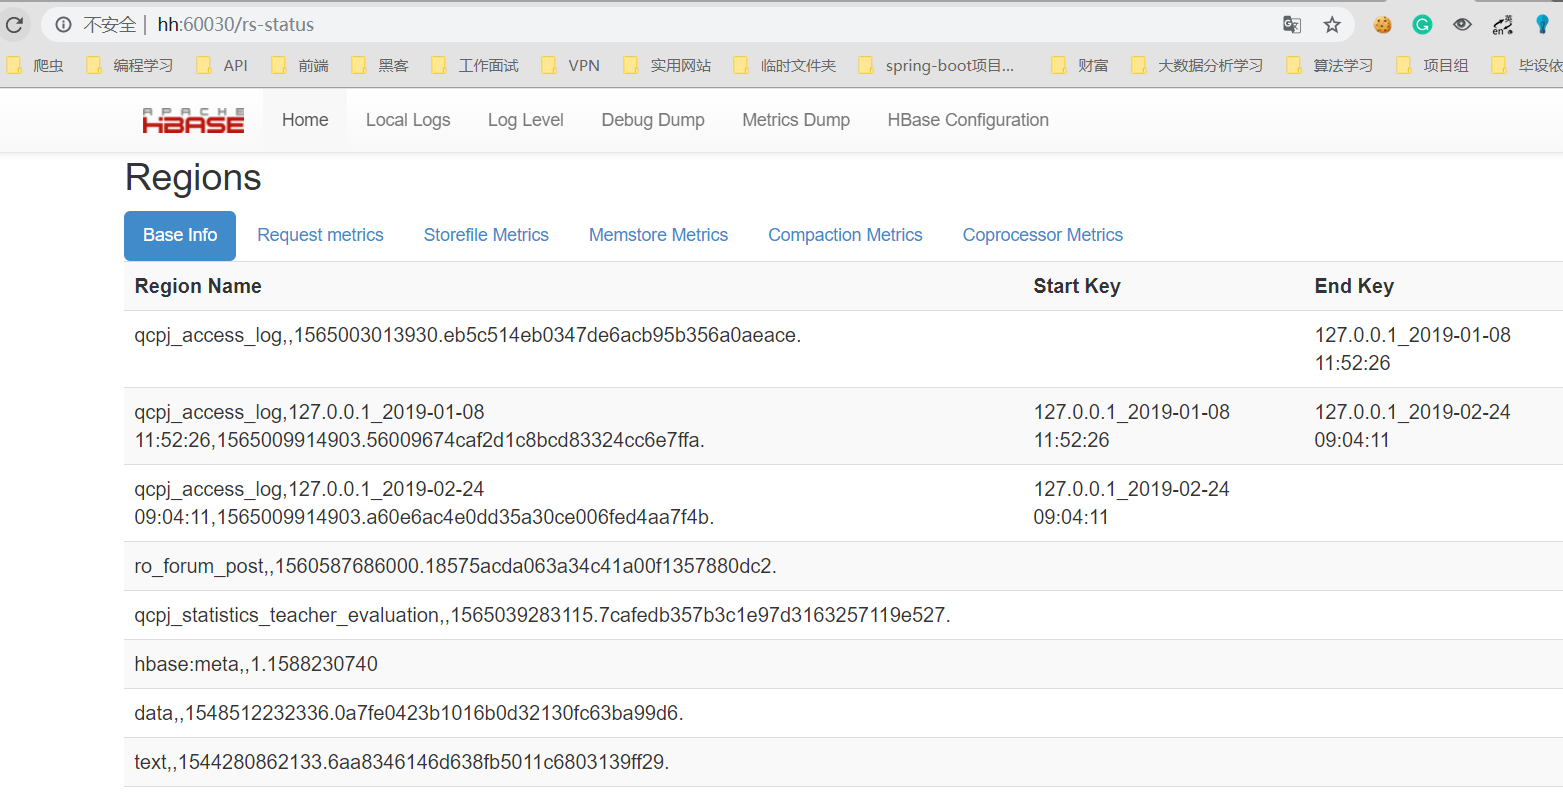 不安全 | hh:60030/rs-status
爬虫 编程学习 API 前端 黑客 工作面试 VPN 实用网站 临时文件夹 spring-boot项目... 财富 大数据分析学习 算法学习 项目组 毕设依
APACHE
HBASE Home Local Logs Log Level Debug Dump Metrics Dump HBase Configuration
Regions
Base Info Request metrics Storefile Metrics Memstore Metrics Compaction Metrics Coprocessor Metrics
Region Name Start Key End Key
qcpj_access_log,,1565003013930.eb5c514eb0347de6acb95b356a0aeace. 127.0.0.1_2019-01-08
11:52:26
qcpj_access_log,127.0.0.1_2019-01-08 127.0.0.1_2019-01-08 127.0.0.1_2019-02-24
11:52:26,1565009914903.56009674caf2d1c8bcd83324cc6e7ffa. 11:52:26 09:04:11
qcpj_access_log,127.0.0.1_2019-02-24 127.0.0.1_2019-02-24
09:04:11,1565009914903.a60e6ac4e0dd35a30ce006fed4aa7f4b. 09:04:11
ro_forum_post,,1560587686000.18575acda063a34c41a00f1357880dc2.
qcpj_statistics_teacher_evaluation,,1565039283115.7cafedb357b3c1e97d3163257119e527.
hbase:meta,,1.1588230740
data,,1548512232336.0a7fe0423b1016b0d32130fc63ba99d6.
text,,1544280862133.6aa8346146d638fb5011c6803139ff29.